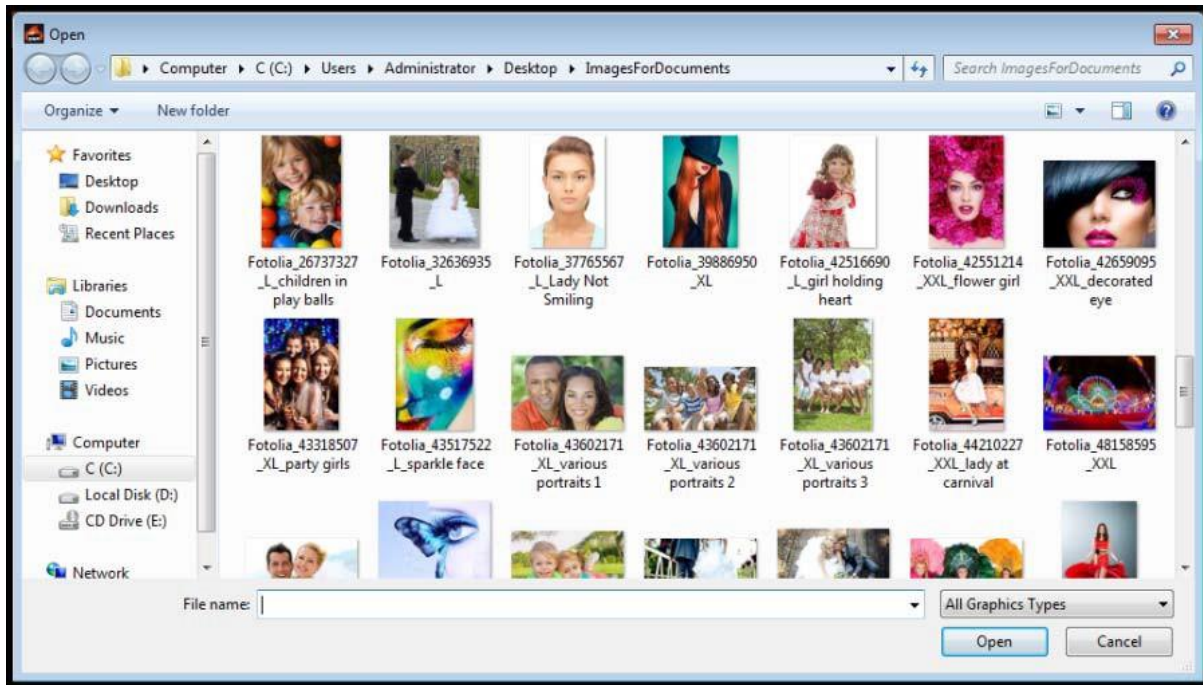 Open
Computer C (C:) Users Administrator Desktop ImagesForDocuments
Search ImagesForDocuments
Organize New folder
Favorites
Desktop
Downloads
Recent Places
Libraries
Documents
Music
Pictures
Videos
Computer
C (C:)
Local Disk (D:)
CD Drive (E:)
Network
Fotolia_26737327
_L_children in
play balls
Fotolia_32636935
_L
Fotolia_37765567
_L_Lady Not
Smiling
Fotolia_39886950
_XL
Fotolia_42516690
_L_girl holding
heart
Fotolia_42551214
_XXL_flower girl
Fotolia_42659095
_XXL_decorated
eye
Fotolia_43318507
_XL_party girls
Fotolia_43517522
_L_sparkle face
Fotolia_43602171
_XL_various
portraits 1
Fotolia_43602171
_XL_various
portraits 2
Fotolia_43602171
_XL_various
portraits 3
Fotolia_44210227
_XXL_lady at
carnival
Fotolia_48158595
_XXL
File name:
All Graphics Types
Open Cancel